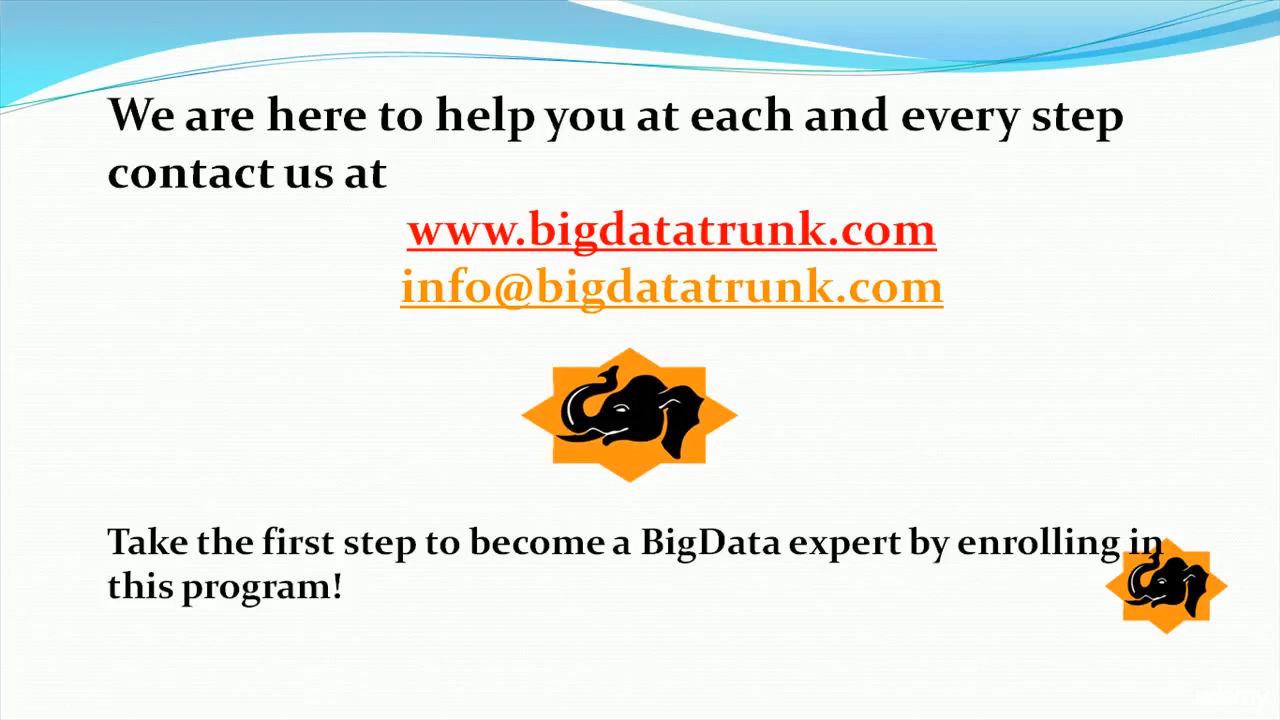 We are here to help you at each and every step
contact us at
www.bigdatatrunk.com
info@bigdatatrunk.com
Take the first step to become a BigData expert by enrolling in
this program!
udemy